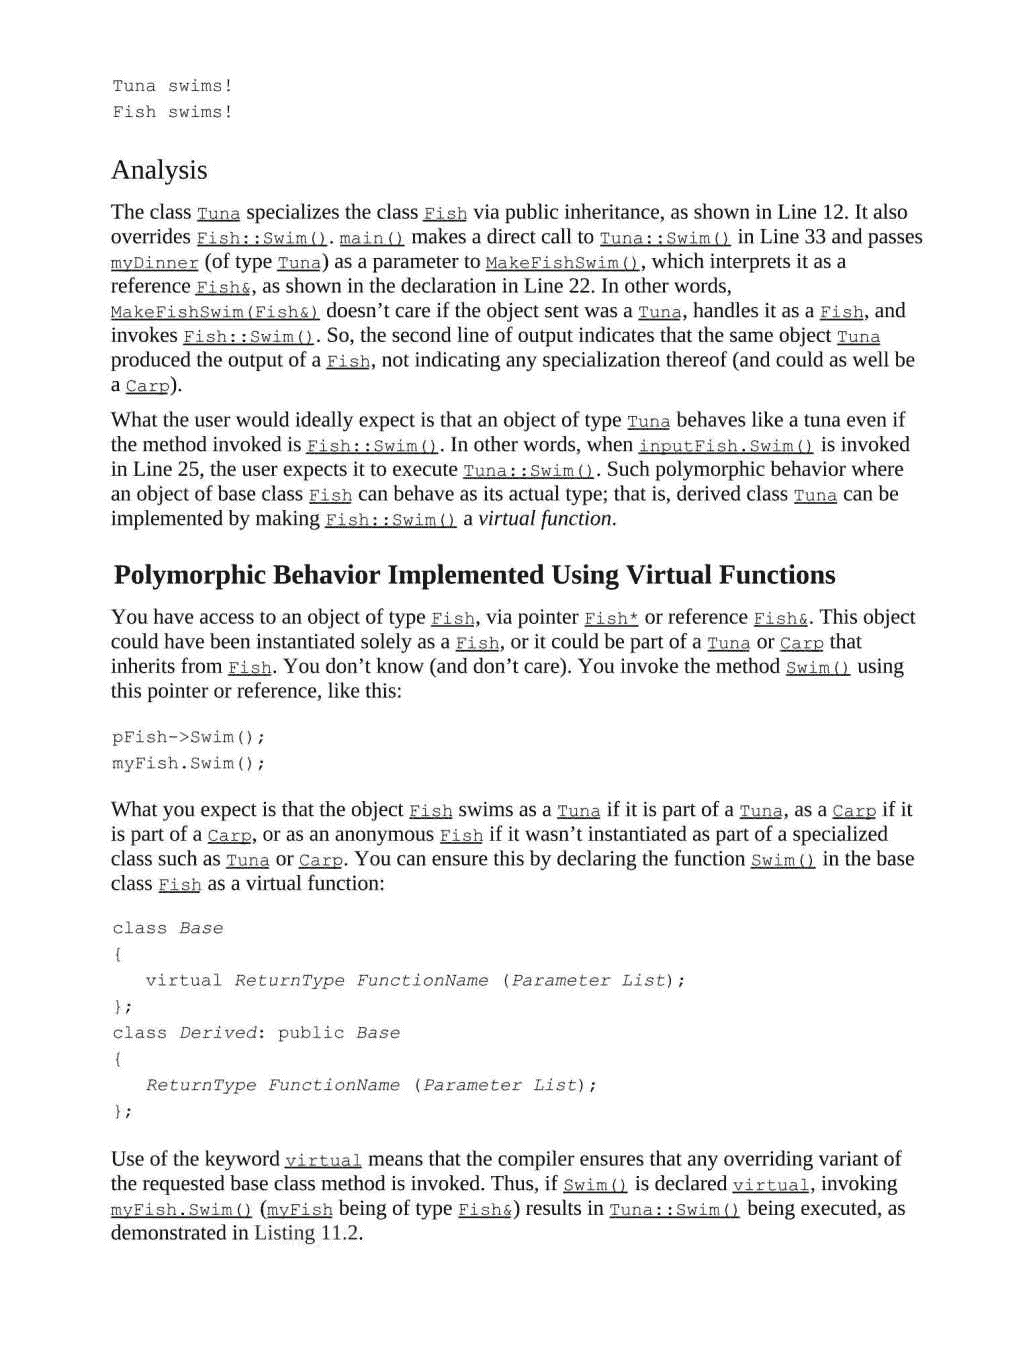 Tuna swims!
Fish swims!
Analysis
The class Tuna specializes the class Fish via public inheritance, as shown in Line 12. It also
overrides Fish::Swim(). main() makes a direct call to Tuna::Swim() in Line 33 and passes
myDinner (of type Tuna) as a parameter to MakeFishSwim(), which interprets it as a
reference Fish&, as shown in the declaration in Line 22. In other words,
MakeFishSwim(Fish&) doesn’t care if the object sent was a Tuna, handles it as a Fish, and
invokes Fish::Swim(). So, the second line of output indicates that the same object Tuna
produced the output of a Fish, not indicating any specialization thereof (and could as well be
a Carp).
What the user would ideally expect is that an object of type Tuna behaves like a tuna even if
the method invoked is Fish::Swim(). In other words, when inputFish.Swim() is invoked
in Line 25, the user expects it to execute Tuna::Swim(). Such polymorphic behavior where
an object of base class Fish can behave as its actual type; that is, derived class Tuna can be
implemented by making Fish::Swim() a virtual function.
Polymorphic Behavior Implemented Using Virtual Functions
You have access to an object of type Fish, via pointer Fish* or reference Fish&. This object
could have been instantiated solely as a Fish, or it could be part of a Tuna or Carp that
inherits from Fish. You don’t know (and don’t care). You invoke the method Swim() using
this pointer or reference, like this:
pFish->Swim();
myFish.Swim();
What you expect is that the object Fish swims as a Tuna if it is part of a Tuna, as a Carp if it
is part of a Carp, or as an anonymous Fish if it wasn’t instantiated as part of a specialized
class such as Tuna or Carp. You can ensure this by declaring the function Swim() in the base
class Fish as a virtual function:
class Base
{
   virtual ReturnType FunctionName (Parameter List);
};
class Derived: public Base
{
   ReturnType FunctionName (Parameter List);
};
Use of the keyword virtual means that the compiler ensures that any overriding variant of
the requested base class method is invoked. Thus, if Swim() is declared virtual, invoking
myFish.Swim() (myFish being of type Fish&) results in Tuna::Swim() being executed, as
demonstrated in Listing 11.2.